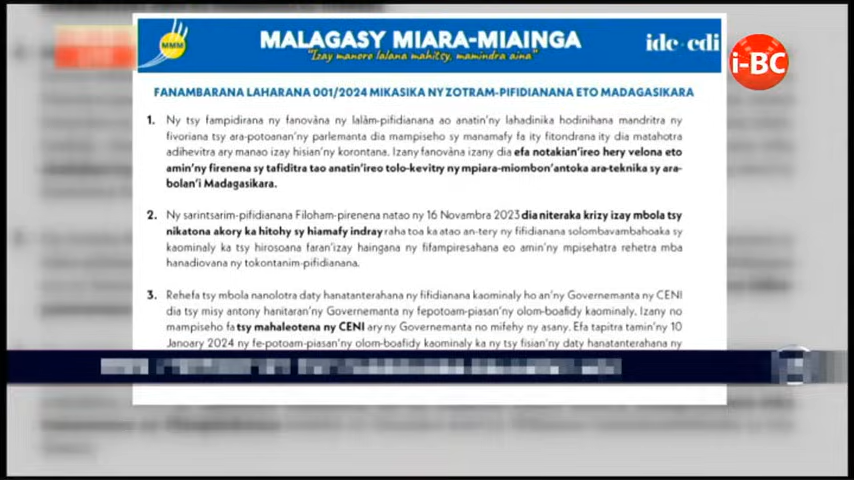 MMM
MALAGASY MIARA-MIAINGA
"Izay manoro lalana mahitsy, mamindra aina"
ide·edi
i-BC
FANAMBARANA LAHARANA 001/2024 MIKASIKA NY ZOTRAM-PIFIDIANANA ETO MADAGASIKARA
1. Ny tsy fampidirana ny fanovàna ny lalàm-pifidianana ao anatin'ny lahadinika hodinihana mandritra ny
fivoriana tsy ara-potoanan'ny parlemanta dia mampiseho sy manamafy fa ity fitondrana ity dia matahotra
adihevitra ary manao izay hisian'ny korontana. Izany fanovàna izany dia efa notakian'ireo hery velona eto
amin'ny firenena sy tafiditra tao anatin'ireo tolo-kevitry ny mpiara-miombon'antoka ara-teknika sy ara-
bolan'i Madagasikara.
2. Ny sarintsarim-pifidianana Filoham-pirenena natao ny 16 Novambra 2023 dia niteraka krizy izay mbola tsy
nikatona akory ka hitohy sy hiamafy indray raha toa ka atao an-tery ny fifidianana solombavambahoaka sy
kaominaly ka tsy hirosoana faran'izay haingana ny fifampiresahana eo amin'ny mpisehatra rehetra mba
hanadiovana ny tokontanim-pifidianana.
3. Rehefa tsy mbola nanolotra daty hanatanterahana ny fifidianana kaominaly ho an'ny Governemanta ny CENI
dia tsy misy antony hanitaran'ny Governemanta ny fepotoam-piasan'ny olom-boafidy kaominaly. Izany no
mampiseho fa tsy mahaleotena ny CENI ary ny Governemanta no mifehy ny asany. Efa tapitra tamin'ny 10
Janoary 2024 ny fe-potoam-piasan'ny olom-boafidy kaominaly ka ny tsy fisian'ny daty hanatanterahana ny